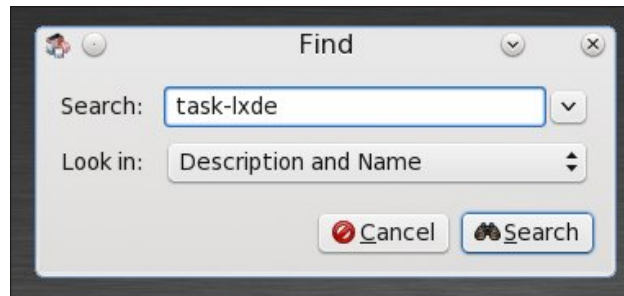 Find
Search: task-lxde
Look in: Description and Name
Cancel Search